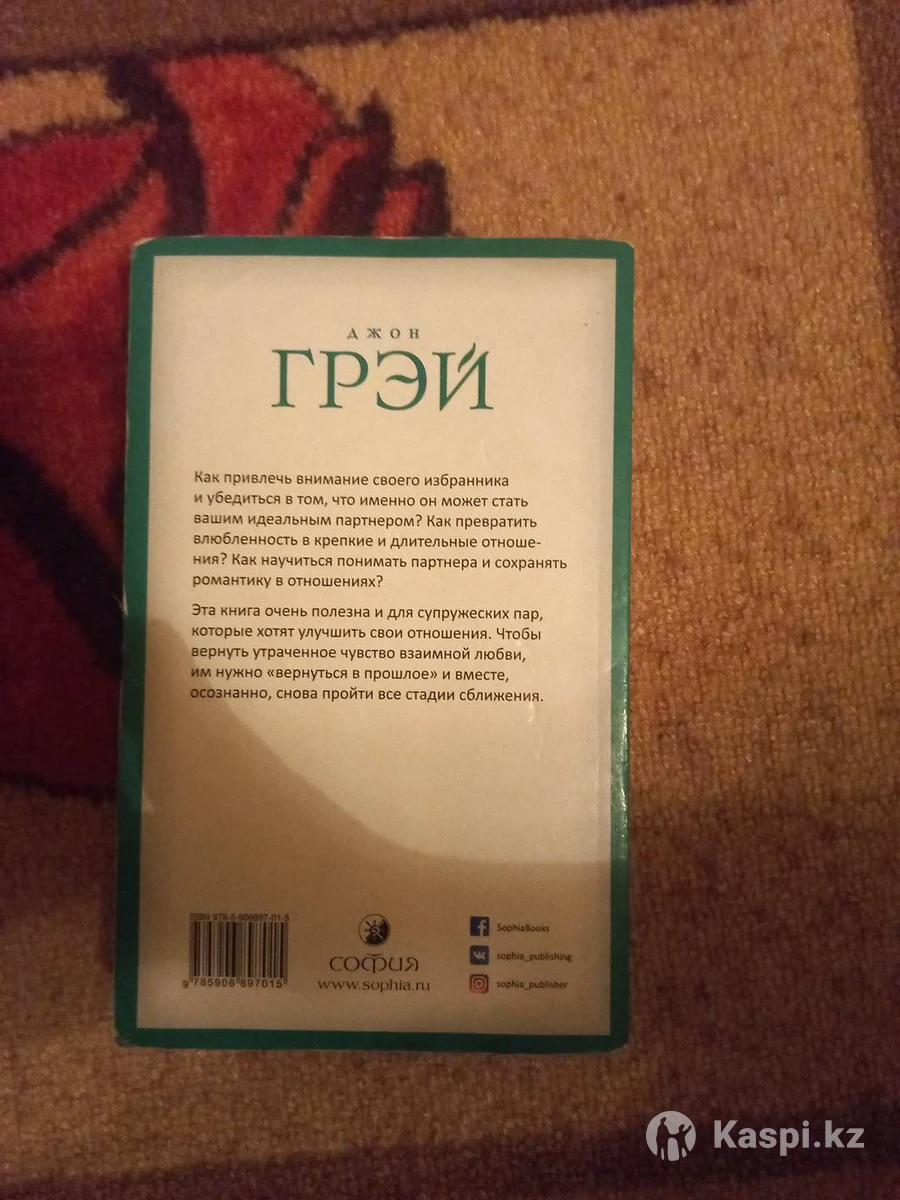 ДЖОН
ГРЭЙ
Как привлечь внимание своего избранника
и убедиться в том, что именно он может стать
вашим идеальным партнером? Как превратить
влюбленность в крепкие и длительные отноше-
ния? Как научиться понимать партнера и сохранять
романтику в отношениях?
Эта книга очень полезна и для супружеских пар,
которые хотят улучшить свои отношения. Чтобы
вернуть утраченное чувство взаимной любви,
им нужно «вернуться в прошлое» и вместе,
осознанно, снова пройти все стадии сближения.
ISBN 978-5-906897-01-5
9 785906 897015
СОФИЯ
www.sophia.ru
SophiaBooks
sophia_publishing
sophia_publisher
Kaspi.kz